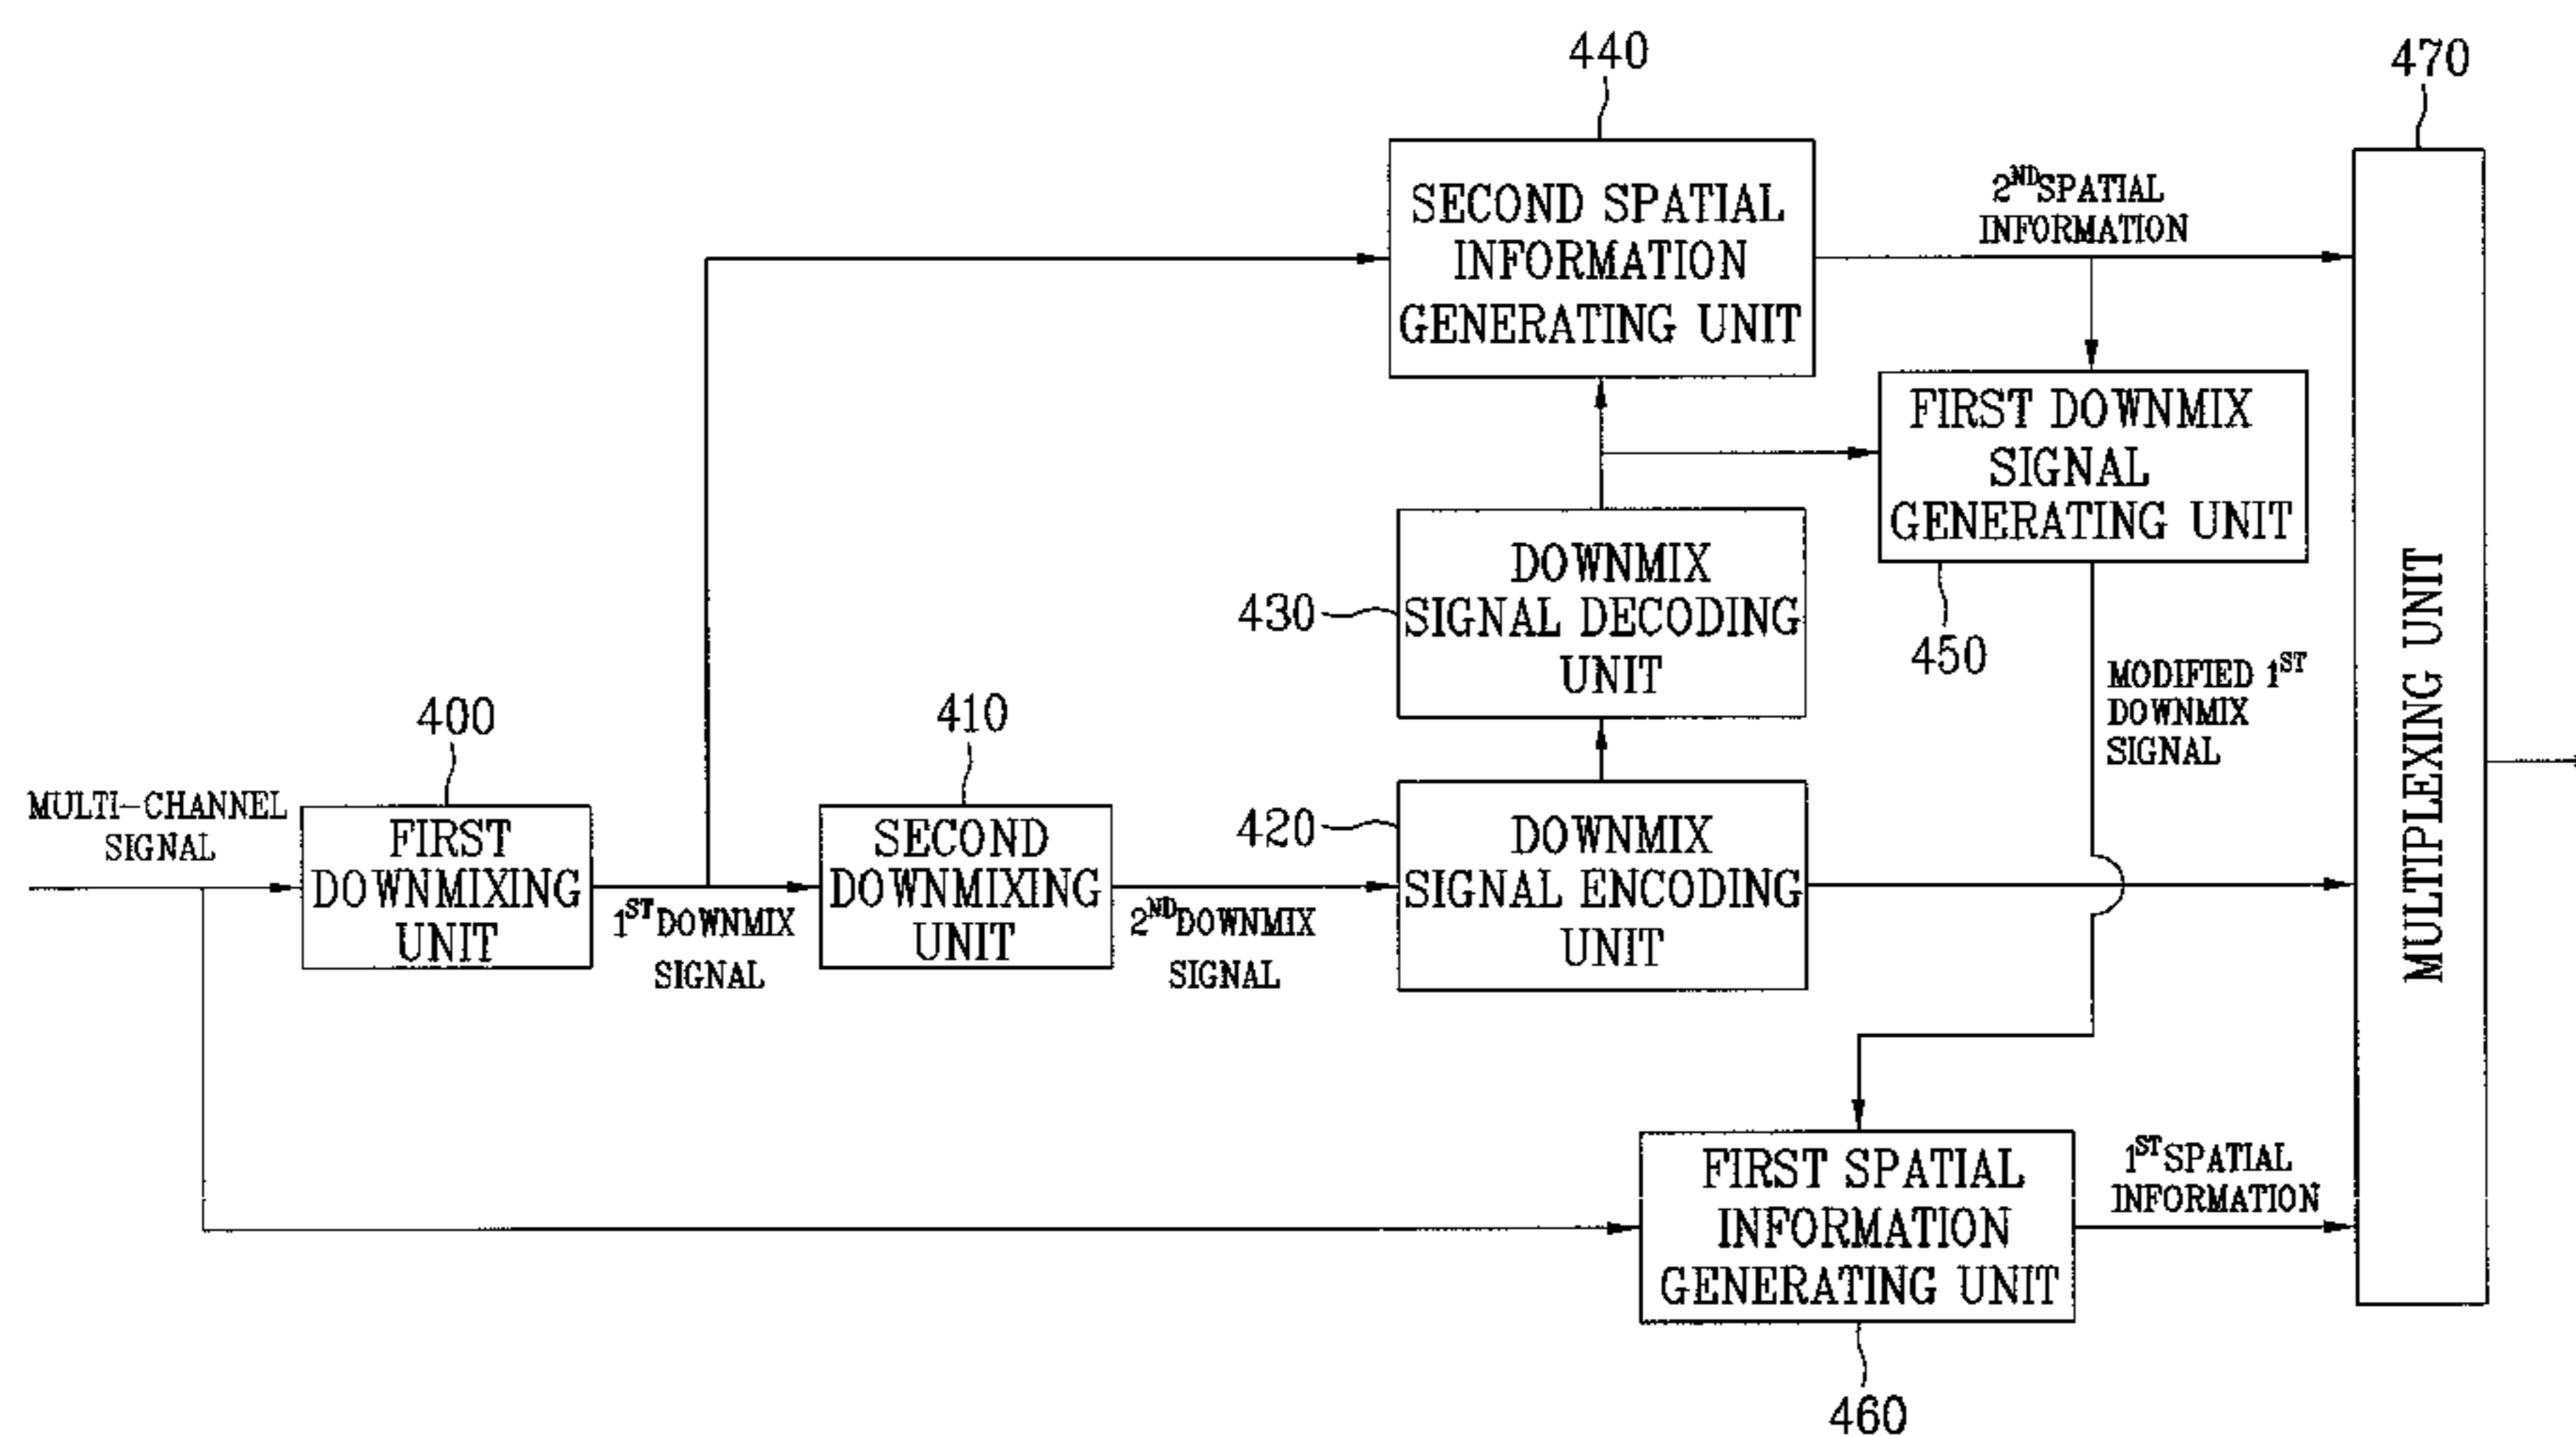 440
470
SECOND SPATIAL
INFORMATION
GENERATING UNIT
2ND SPATIAL
INFORMATION
FIRST DOWNMIX
SIGNAL
GENERATING UNIT
450
430
DOWNMIX
SIGNAL DECODING
UNIT
MODIFIED 1ST
DOWNMIX
SIGNAL
MULTIPLEXING UNIT
MULTI-CHANNEL
SIGNAL
400
FIRST
DOWNMIXING
UNIT
1ST DOWNMIX
SIGNAL
410
SECOND
DOWNMIXING
UNIT
2ND DOWNMIX
SIGNAL
420
DOWNMIX
SIGNAL ENCODING
UNIT
FIRST SPATIAL
INFORMATION
GENERATING UNIT
1ST SPATIAL
INFORMATION
460